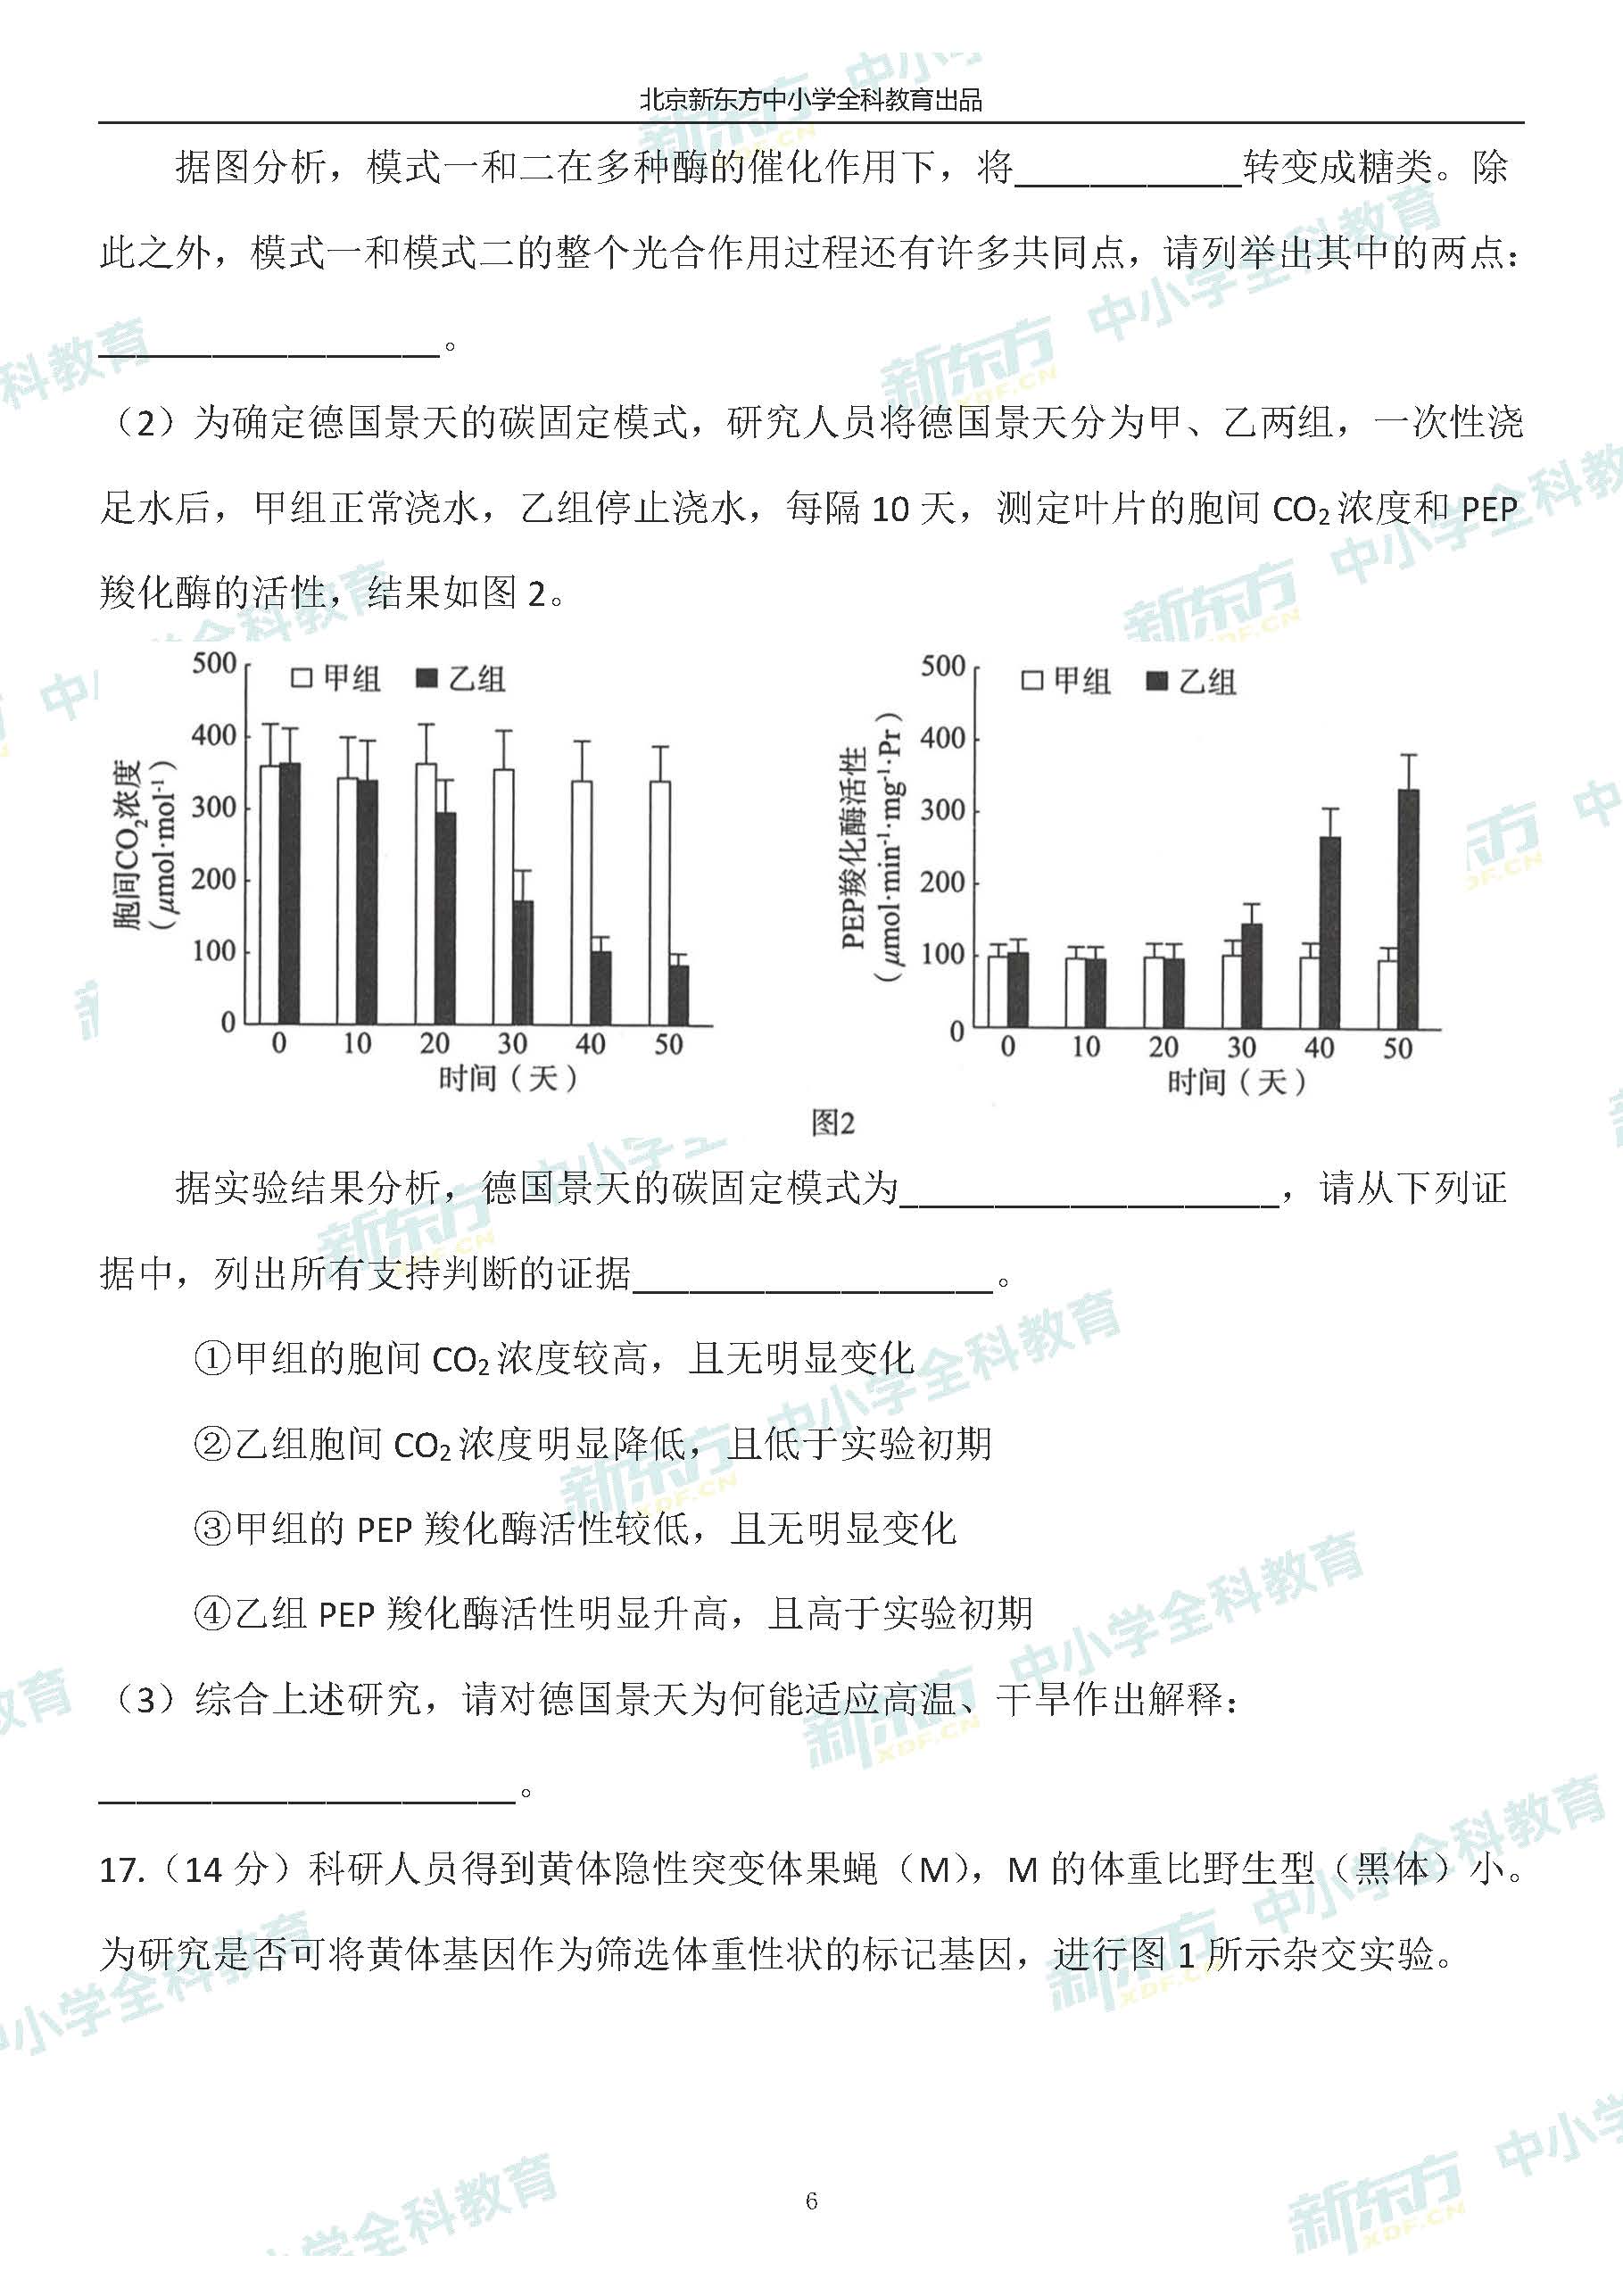 北京新东方中小学全科教育出品
据图分析，模式一和二在多种酶的催化作用下，将____________转变成糖类。除
此之外，模式一和模式二的整个光合作用过程还有许多共同点，请列举出其中的两点：
__________________。
（2）为确定德国景天的碳固定模式，研究人员将德国景天分为甲、乙两组，一次性浇
足水后，甲组正常浇水，乙组停止浇水，每隔 10 天，测定叶片的胞间 CO₂ 浓度和 PEP
羧化酶的活性，结果如图 2。
500 甲组 乙组
400
300
200
100
0
胞间CO₂浓度
（μmol·mol⁻¹）
0 10 20 30 40 50
时间（天）
500 甲组 乙组
400
300
200
100
0
PEP羧化酶活性
（μmol·min⁻¹·mg⁻¹·Pr）
0 10 20 30 40 50
时间（天）
图2
据实验结果分析，德国景天的碳固定模式为____________________，请从下列证
据中，列出所有支持判断的证据___________________。
①甲组的胞间 CO₂ 浓度较高，且无明显变化
②乙组胞间 CO₂ 浓度明显降低，且低于实验初期
③甲组的 PEP 羧化酶活性较低，且无明显变化
④乙组 PEP 羧化酶活性明显升高，且高于实验初期
（3）综合上述研究，请对德国景天为何能适应高温、干旱作出解释：
______________________。
17.（14 分）科研人员得到黄体隐性突变体果蝇（M），M 的体重比野生型（黑体）小。
为研究是否可将黄体基因作为筛选体重性状的标记基因，进行图 1 所示杂交实验。
6
新东方 XDF.CN 中小学全科教育